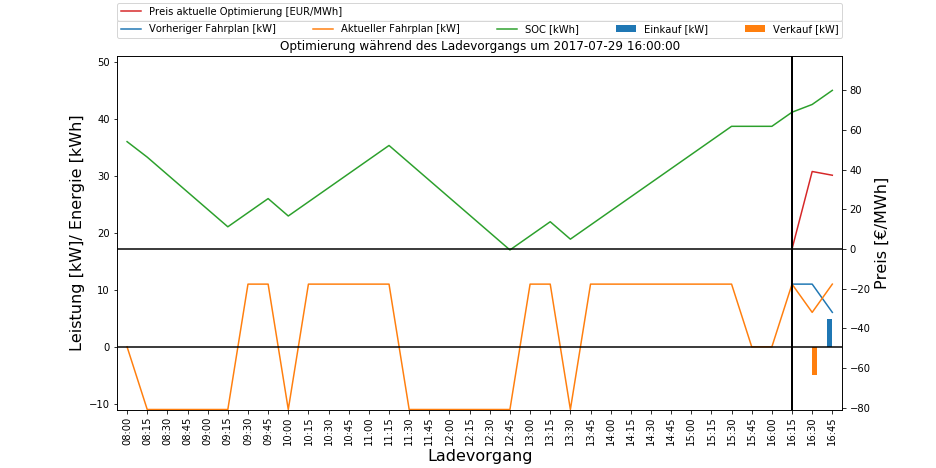 Preis aktuelle Optimierung [EUR/MWh]
Vorheriger Fahrplan [kW] Aktueller Fahrplan [kW] SOC [kWh] Einkauf [kW] Verkauf [kW]
Optimierung während des Ladevorgangs um 2017-07-29 16:00:00
Leistung [kW]/ Energie [kWh]
50
40
30
20
10
0
−10
80
60
40
20
0
−20
−40
−60
−80
Preis [€/MWh]
08:00 08:15 08:30 08:45 09:00 09:15 09:30 09:45 10:00 10:15 10:30 10:45 11:00 11:15 11:30 11:45 12:00 12:15 12:30 12:45 13:00 13:15 13:30 13:45 14:00 14:15 14:30 14:45 15:00 15:15 15:30 15:45 16:00 16:15 16:30 16:45
Ladevorgang